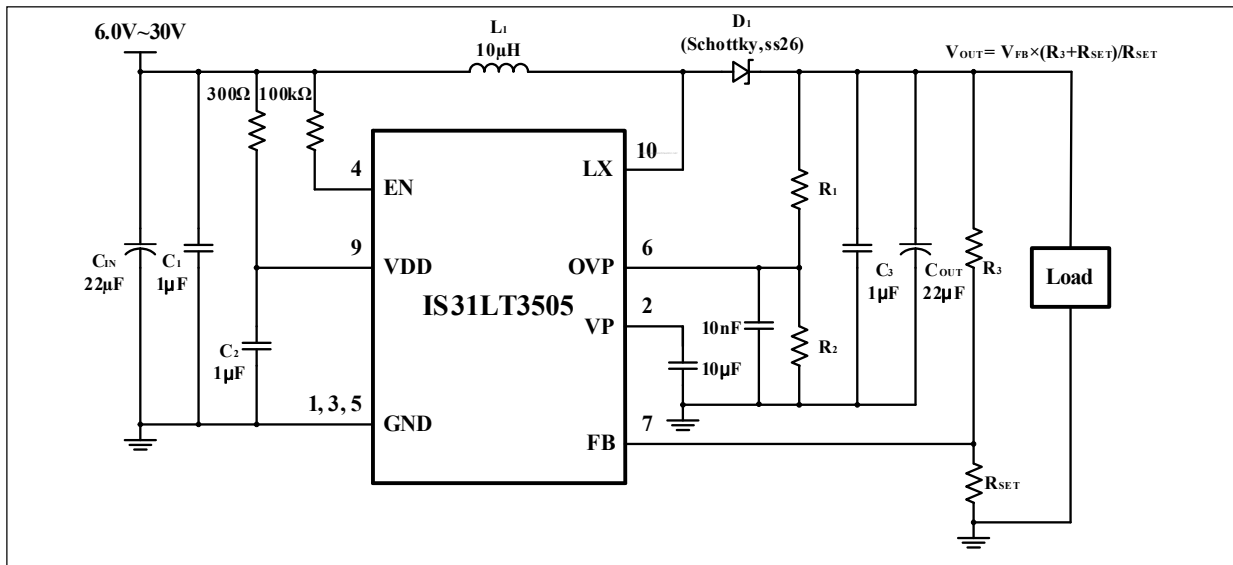 6.0V~30V
L1
10μH
D1
(Schottky,ss26)
VOUT= VFB×(R3+RSET)/RSET
300Ω
100kΩ
4
EN
10
LX
R1
CIN
22μF
C1
1μF
9
VDD
6
OVP
C3
1μF
COUT
22μF
R3
Load
IS31LT3505
2
VP
10nF
R2
C2
1μF
10μF
1, 3, 5
GND
7
FB
RSET